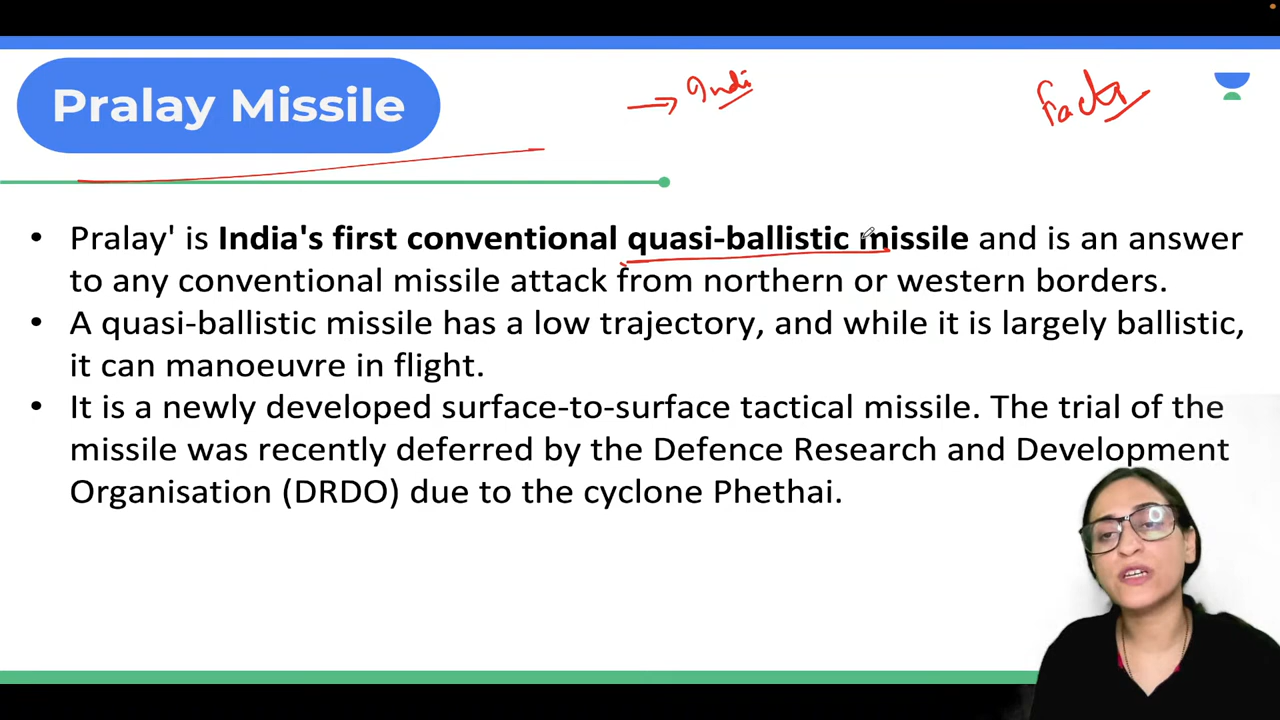 Pralay Missile
→ Indi
Facts
• Pralay' is India's first conventional quasi-ballistic missile and is an answer
to any conventional missile attack from northern or western borders.
• A quasi-ballistic missile has a low trajectory, and while it is largely ballistic,
it can manoeuvre in flight.
• It is a newly developed surface-to-surface tactical missile. The trial of the
missile was recently deferred by the Defence Research and Development
Organisation (DRDO) due to the cyclone Phethai.